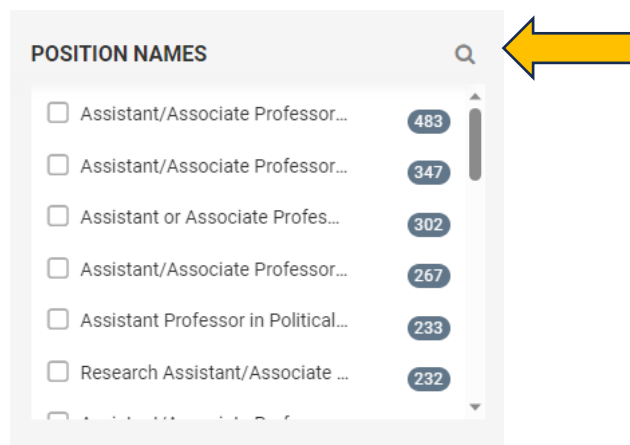 POSITION NAMES
Assistant/Associate Professor... 483
Assistant/Associate Professor... 347
Assistant or Associate Profes... 302
Assistant/Associate Professor... 267
Assistant Professor in Political... 233
Research Assistant/Associate ... 232